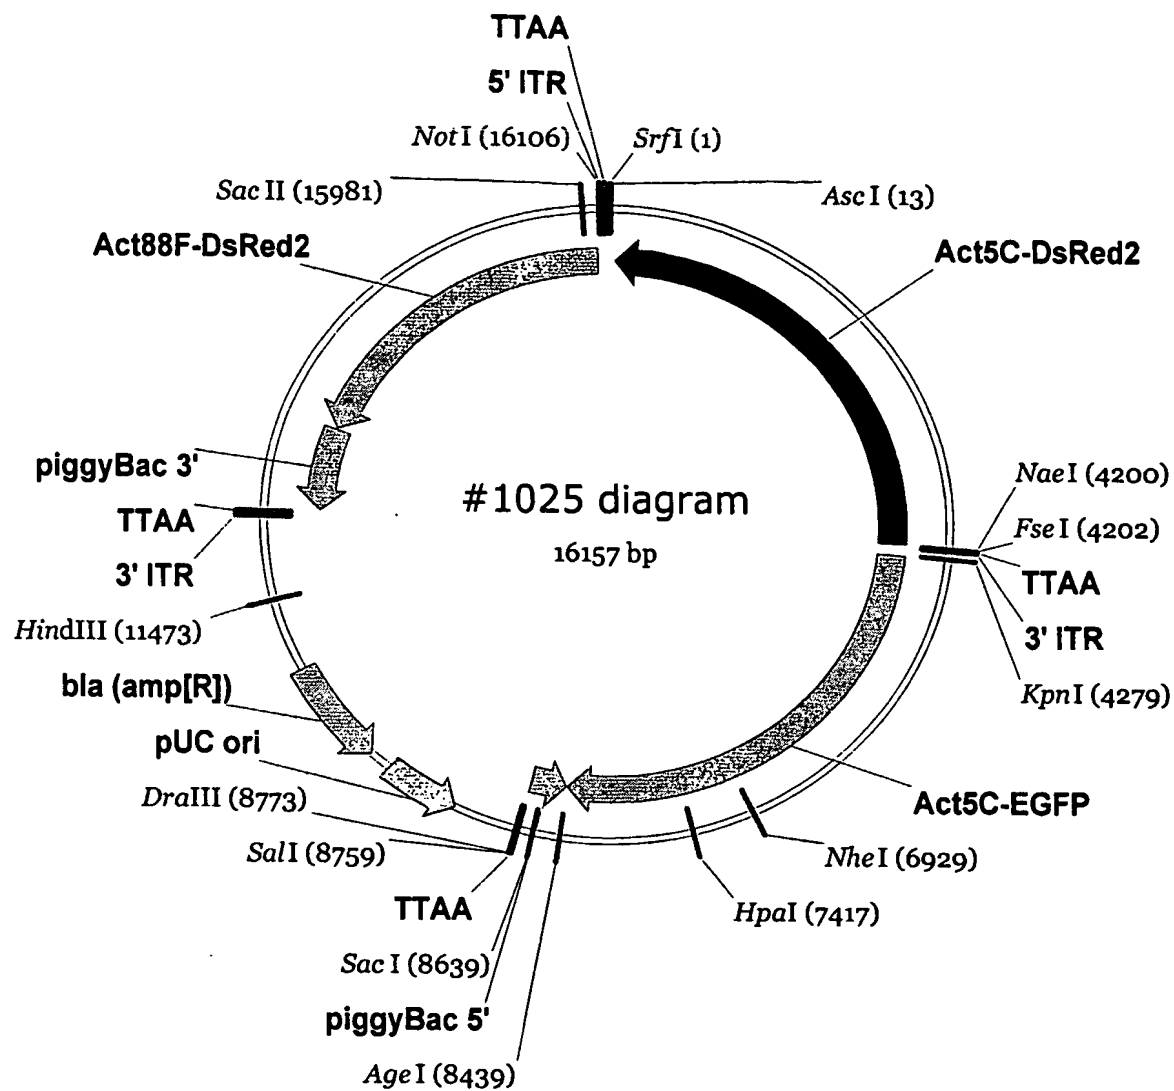 TTAA
5' ITR
NotI (16106)
SrfI (1)
SacII (15981)
AscI (13)
Act88F-DsRed2
Act5C-DsRed2
piggyBac 3'
TTAA
3' ITR
HindIII (11473)
#1025 diagram
16157 bp
NaeI (4200)
FseI (4202)
TTAA
3' ITR
KpnI (4279)
bla (amp[R])
pUC ori
DraIII (8773)
SalI (8759)
TTAA
SacI (8639)
piggyBac 5'
AgeI (8439)
Act5C-EGFP
NheI (6929)
HpaI (7417)